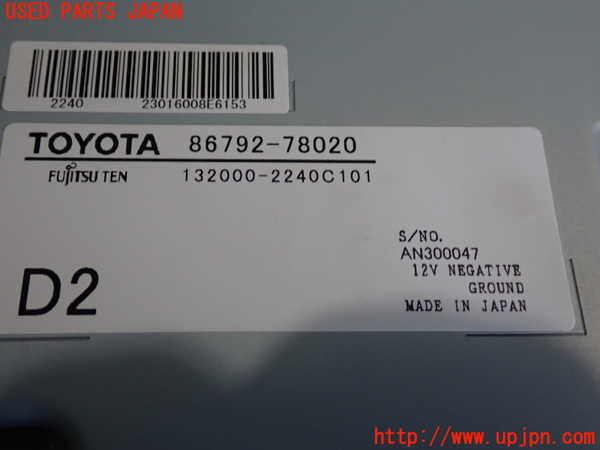 USED PARTS JAPAN
2240 23016008E6153
TOYOTA 86792-78020
FUJITSU TEN 132000-2240C101
S/NO.
AN300047
12V NEGATIVE
GROUND
MADE IN JAPAN
D2
http://www.upjpn.com/